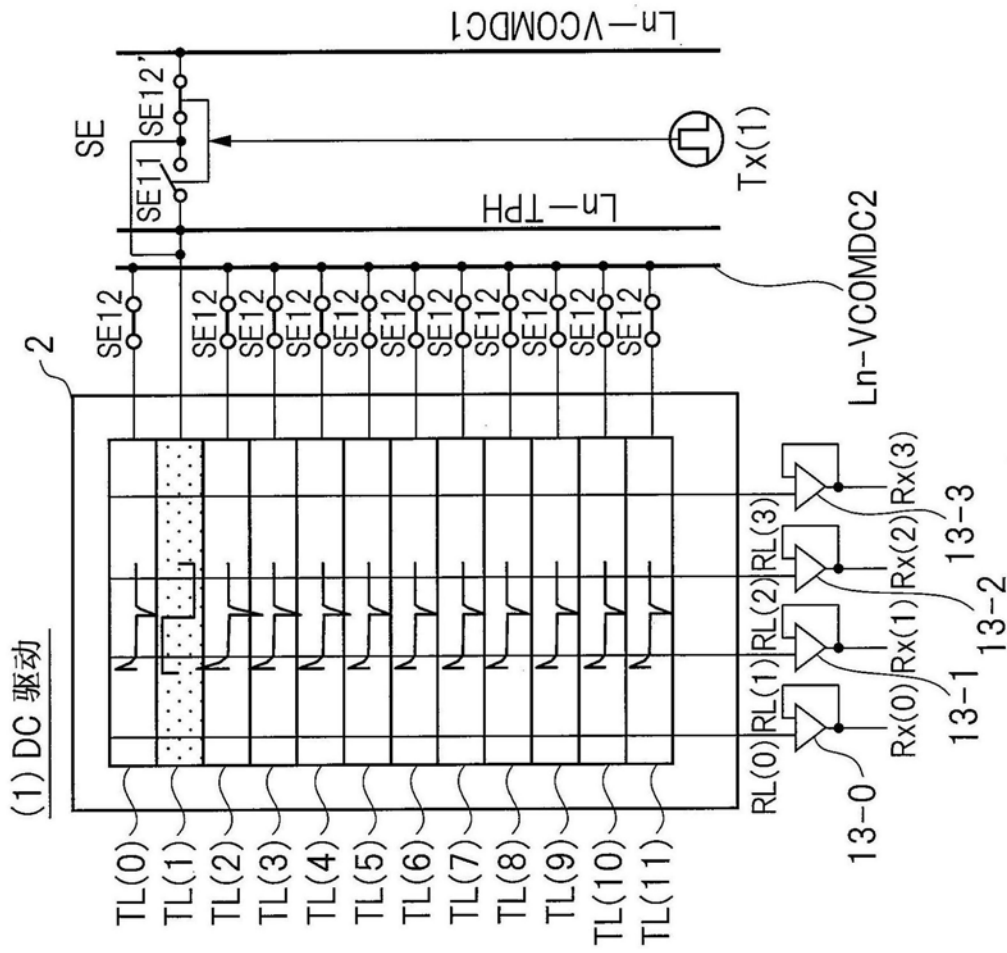 (1) DC 驱动
2
SE
SE11
SE12'
Ln-VCOMDC1
Ln-TPH
Tx(1)
Ln-VCOMDC2
SE12
SE12
SE12
SE12
SE12
SE12
SE12
SE12
SE12
SE12
SE12
TL(0)
TL(1)
TL(2)
TL(3)
TL(4)
TL(5)
TL(6)
TL(7)
TL(8)
TL(9)
TL(10)
TL(11)
RL(0)
RL(1)
RL(2)
RL(3)
13-0
13-1
13-2
13-3
Rx(0)
Rx(1)
Rx(2)
Rx(3)